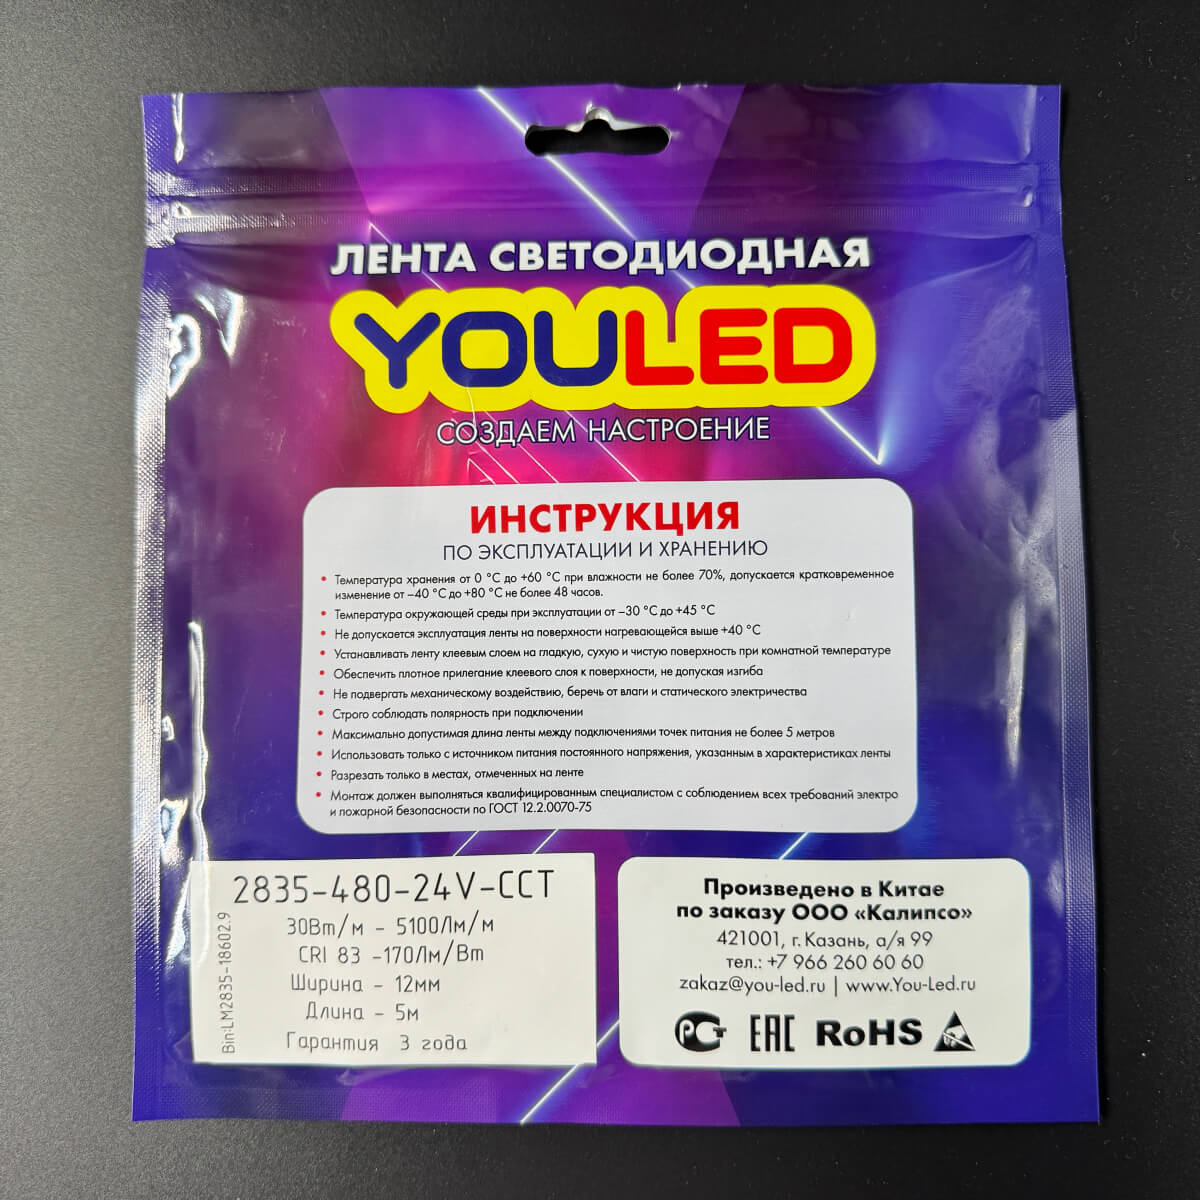 ЛЕНТА СВЕТОДИОДНАЯ
YOULED
СОЗДАЕМ НАСТРОЕНИЕ
ИНСТРУКЦИЯ
ПО ЭКСПЛУАТАЦИИ И ХРАНЕНИЮ
• Температура хранения от 0 °С до +60 °С при влажности не более 70%, допускается кратковременное
изменение от –40 °С до +80 °С не более 48 часов.
• Температура окружающей среды при эксплуатации от –30 °С до +45 °С
• Не допускается эксплуатация ленты на поверхности нагревающейся выше +40 °С
• Устанавливать ленту клеевым слоем на гладкую, сухую и чистую поверхность при комнатной температуре
• Обеспечить плотное прилегание клеевого слоя к поверхности, не допуская изгиба
• Не подвергать механическому воздействию, беречь от влаги и статического электричества
• Строго соблюдать полярность при подключении
• Максимально допустимая длина ленты между подключениями точек питания не более 5 метров
• Использовать только с источником питания постоянного напряжения, указанным в характеристиках ленты
• Разрезать только в местах, отмеченных на ленте
• Монтаж должен выполняться квалифицированным специалистом с соблюдением всех требований электро
и пожарной безопасности по ГОСТ 12.2.0070-75
2835-480-24V-CCT
30Вт/м - 5100Лм/м
CRI 83 -170Лм/Вт
Ширина - 12мм
Длина - 5м
Гарантия 3 года
Bin:LM2835-18602.9
Произведено в Китае
по заказу ООО «Калипсо»
421001, г. Казань, а/я 99
тел.: +7 966 260 60 60
zakaz@you-led.ru | www.You-Led.ru
РСТ EAC RoHS